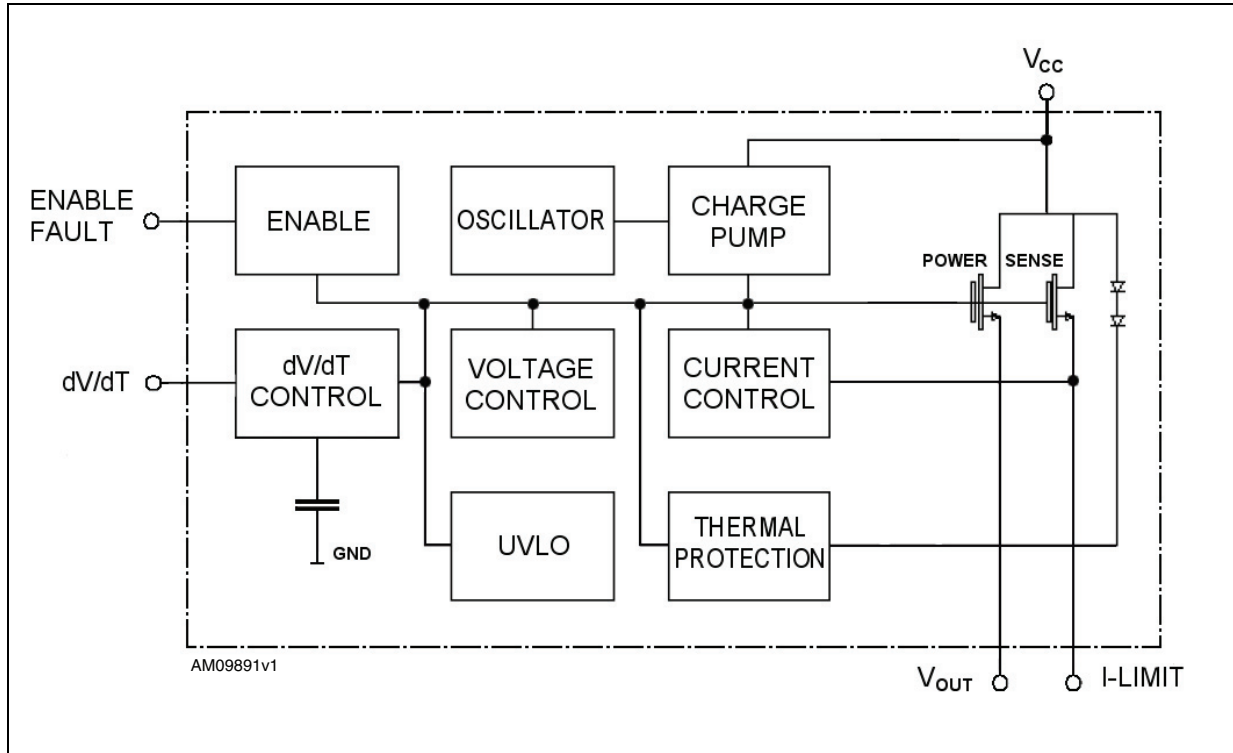 VCC
ENABLE
FAULT
ENABLE
OSCILLATOR
CHARGE
PUMP
POWER
SENSE
dV/dT
dV/dT
CONTROL
VOLTAGE
CONTROL
CURRENT
CONTROL
GND
UVLO
THERMAL
PROTECTION
AM09891v1
VOUT
I-LIMIT